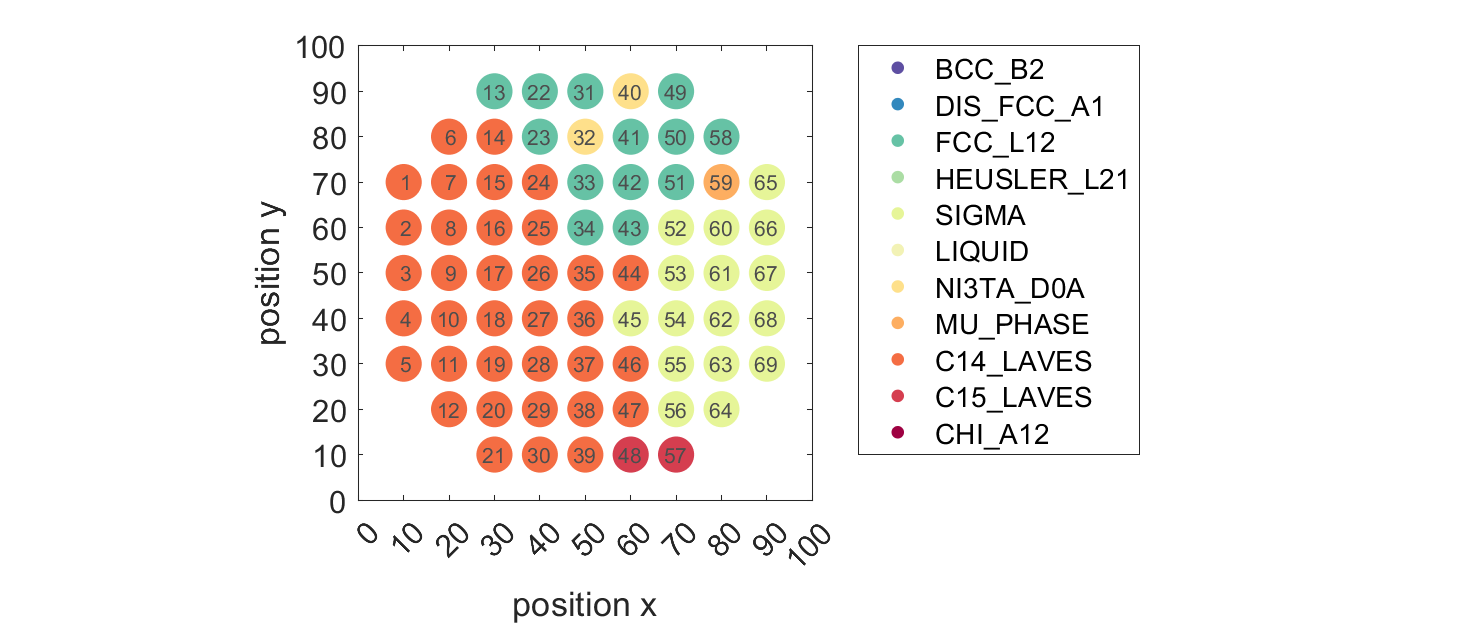 100
90
80
70
60
50
40
30
20
10
0
position y
13 22 31 40 49
6 14 23 32 41 50 58
1 7 15 24 33 42 51 59 65
2 8 16 25 34 43 52 60 66
3 9 17 26 35 44 53 61 67
4 10 18 27 36 45 54 62 68
5 11 19 28 37 46 55 63 69
12 20 29 38 47 56 64
21 30 39 48 57
0 10 20 30 40 50 60 70 80 90 100
position x
BCC_B2
DIS_FCC_A1
FCC_L12
HEUSLER_L21
SIGMA
LIQUID
NI3TA_D0A
MU_PHASE
C14_LAVES
C15_LAVES
CHI_A12